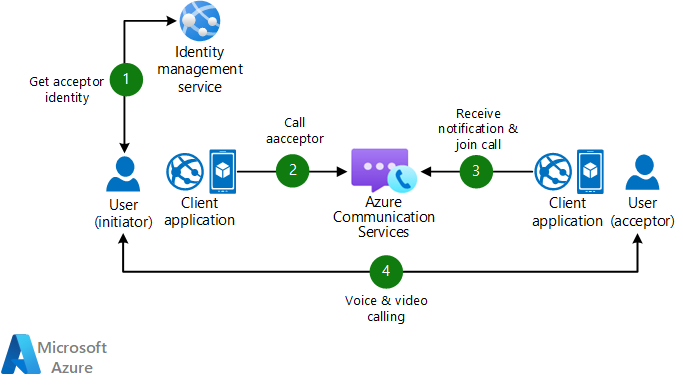 Identity
management
service
1
Get acceptor
identity
Call
aacceptor
2
Receive
notification &
join call
3
User
(initiator)
Client
application
Azure
Communication
Services
Client
application
User
(acceptor)
4
Voice & video
calling
Microsoft
Azure